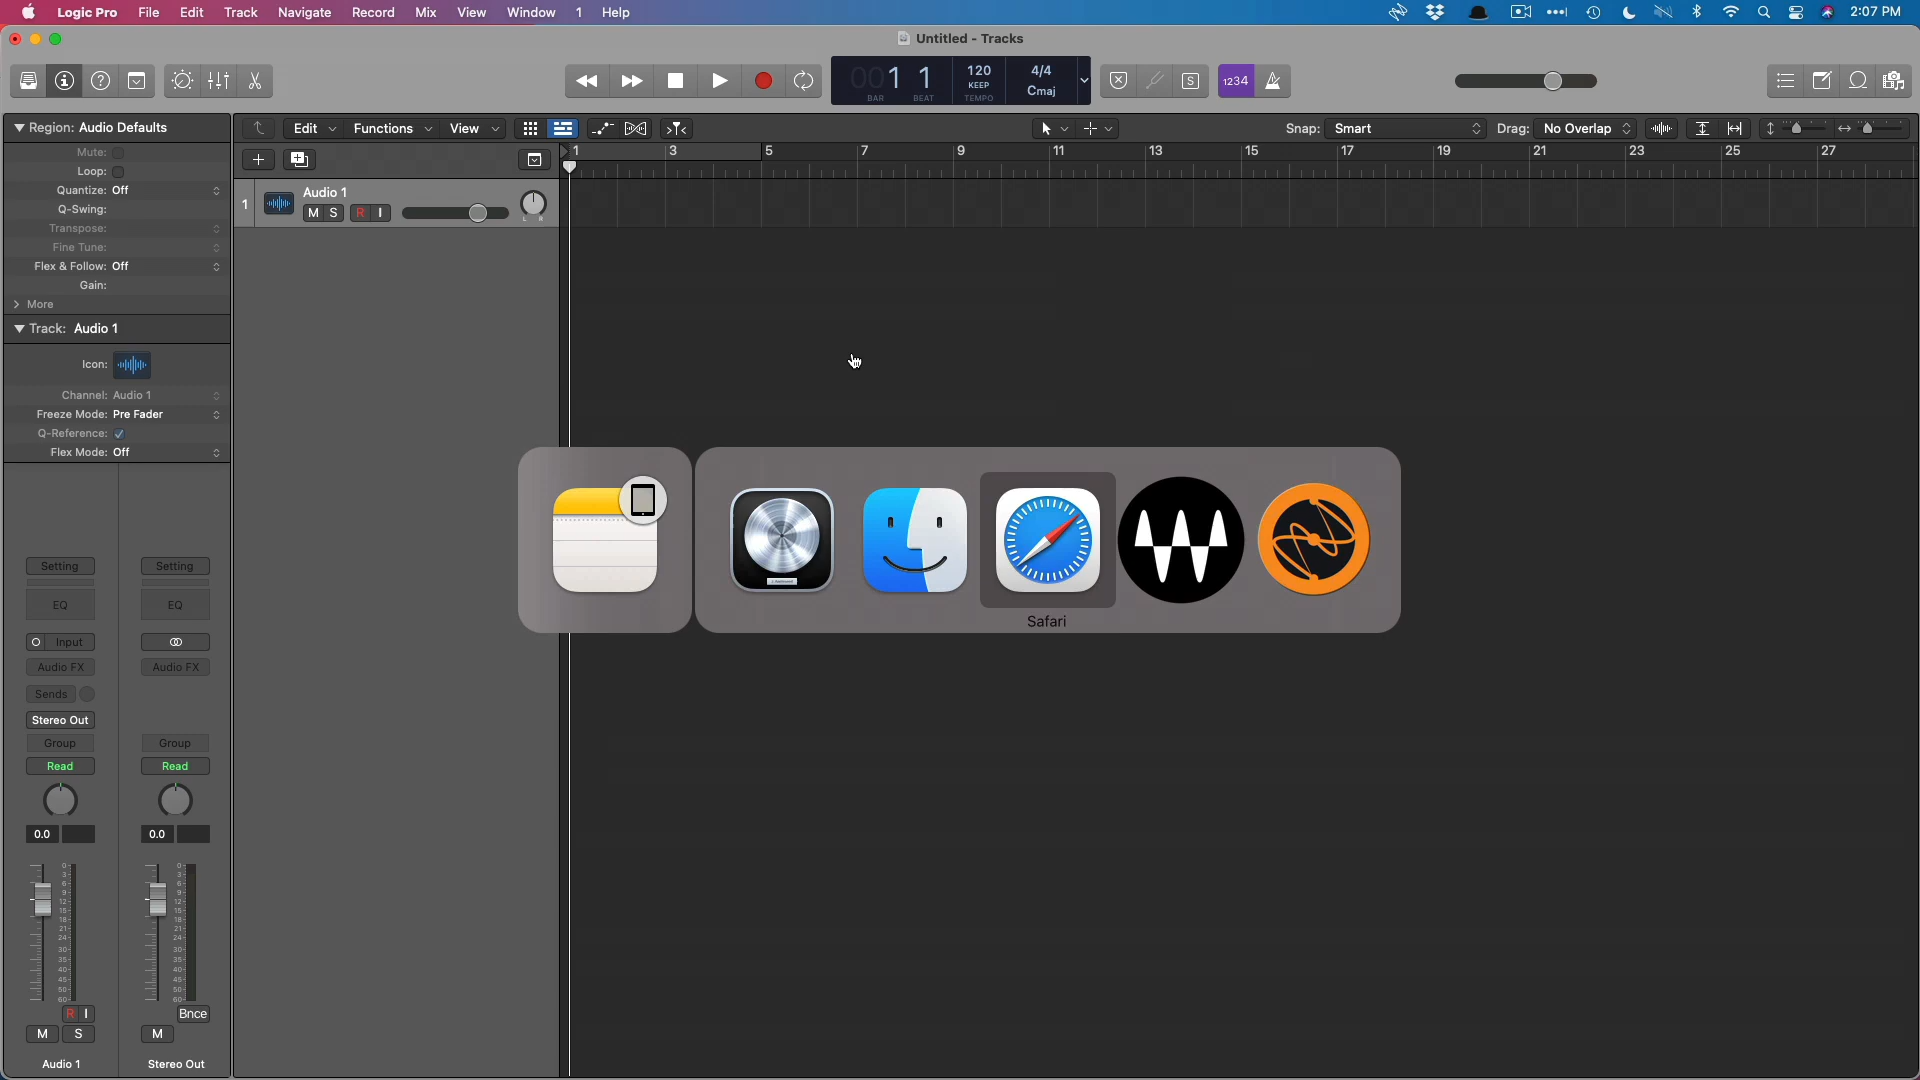 Logic Pro File Edit Track Navigate Record Mix View Window 1 Help
2:07 PM
Untitled - Tracks
001 1
BAR BEAT
120
KEEP
TEMPO
4/4
Cmaj
S
1234
Region: Audio Defaults
Mute:
Loop:
Quantize: Off
Q-Swing:
Transpose:
Fine Tune:
Flex & Follow: Off
Gain:
More
Track: Audio 1
Icon:
Channel: Audio 1
Freeze Mode: Pre Fader
Q-Reference:
Flex Mode: Off
Edit Functions View
Snap: Smart
Drag: No Overlap
1 3 5 7 9 11 13 15 17 19 21 23 25 27
1
Audio 1
M S R I
L R
Safari
Setting Setting
EQ EQ
Input
Audio FX Audio FX
Sends
Stereo Out
Group Group
Read Read
0.0 0.0
R I
Bnce
M S
M
Audio 1 Stereo Out